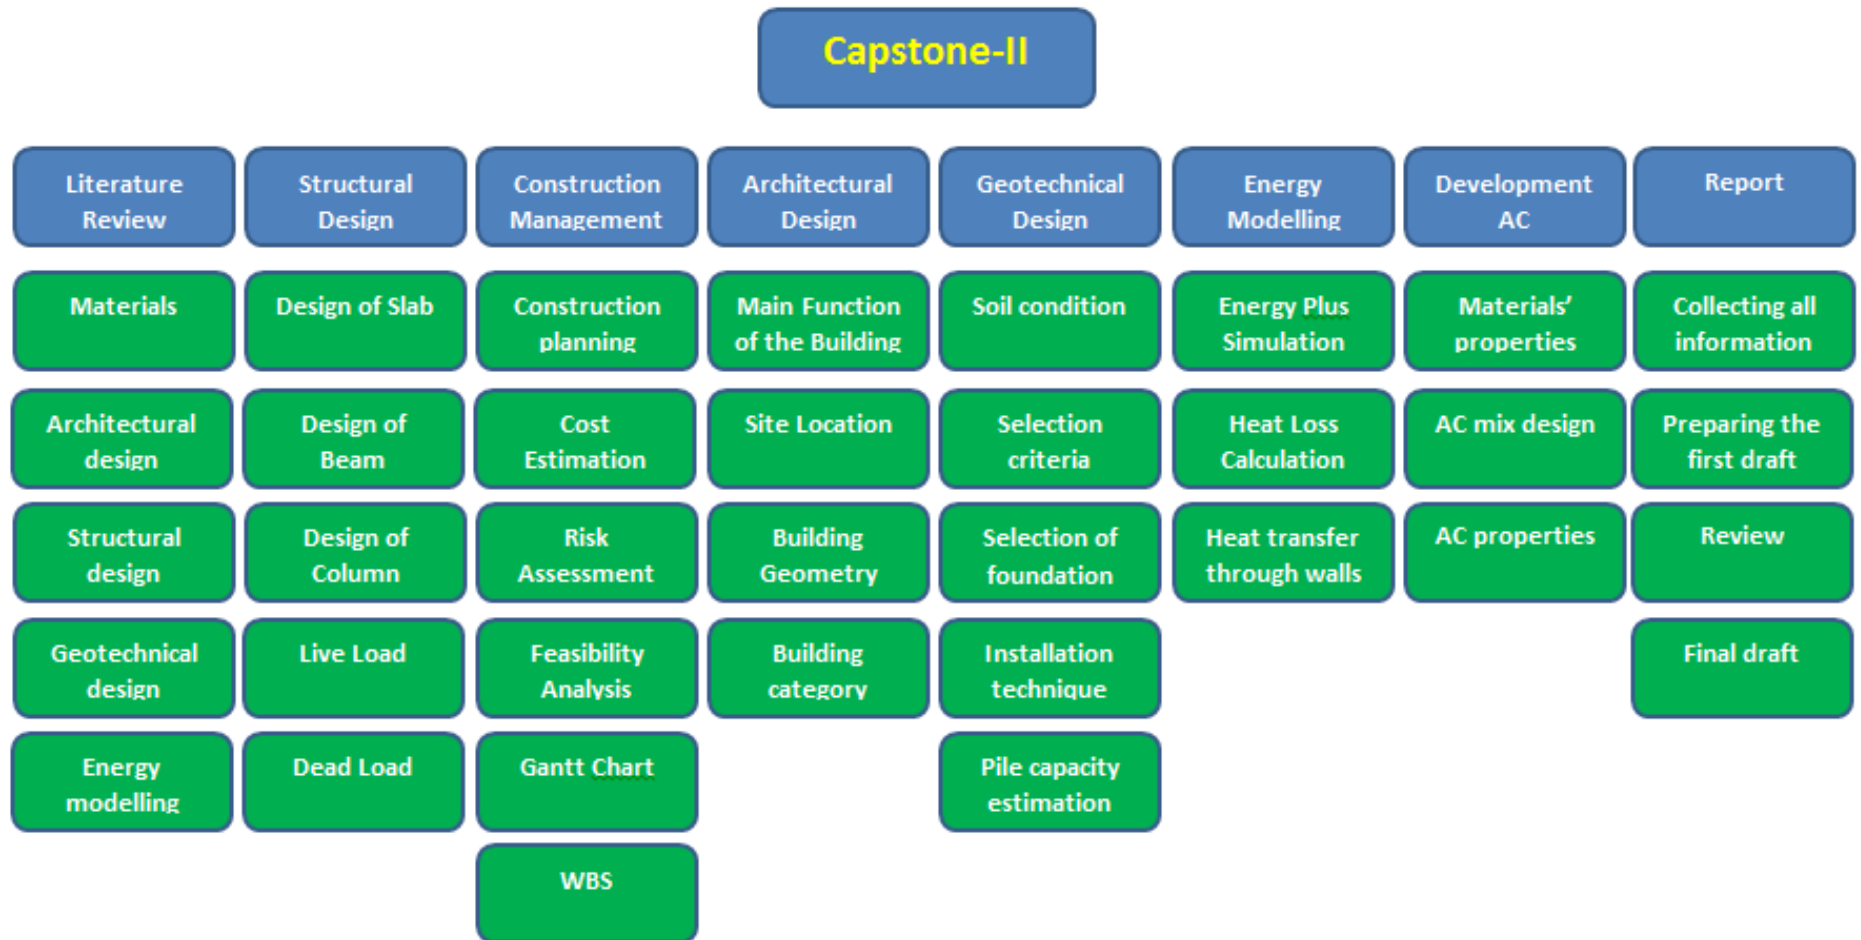 Capstone-II
Literature
Review
Structural
Design
Construction
Management
Architectural
Design
Geotechnical
Design
Energy
Modelling
Development
AC
Report
Materials
Design of Slab
Construction
planning
Main Function
of the Building
Soil condition
Energy Plus
Simulation
Materials’
properties
Collecting all
information
Architectural
design
Design of
Beam
Cost
Estimation
Site Location
Selection
criteria
Heat Loss
Calculation
AC mix design
Preparing the
first draft
Structural
design
Design of
Column
Risk
Assessment
Building
Geometry
Selection of
foundation
Heat transfer
through walls
AC properties
Review
Geotechnical
design
Live Load
Feasibility
Analysis
Building
category
Installation
technique
Final draft
Energy
modelling
Dead Load
Gantt Chart
Pile capacity
estimation
WBS